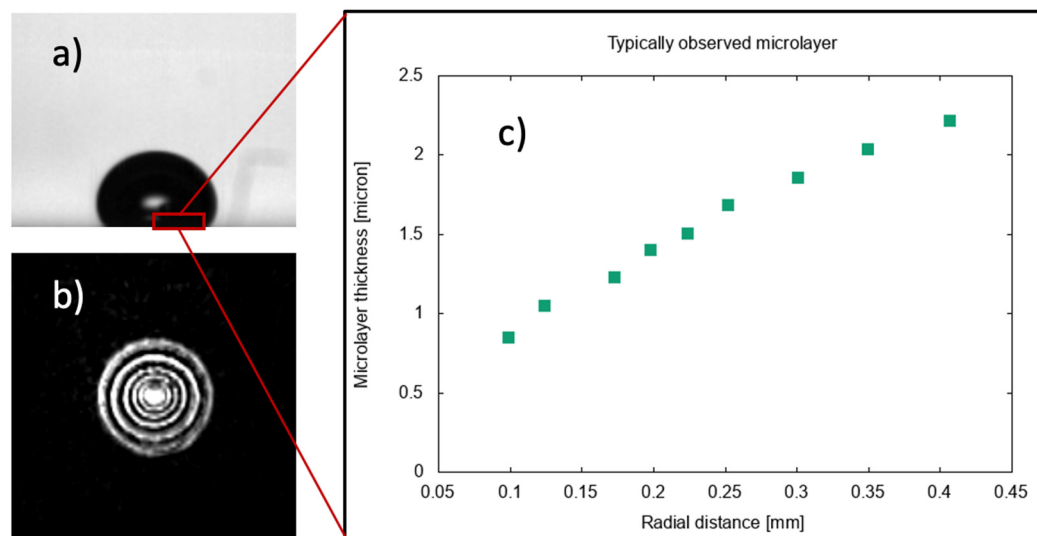 a)
b)
c)
Typically observed microlayer
Microlayer thickness [micron]
2.5
2
1.5
1
0.5
0
0.05
0.1
0.15
0.2
0.25
0.3
0.35
0.4
0.45
Radial distance [mm]